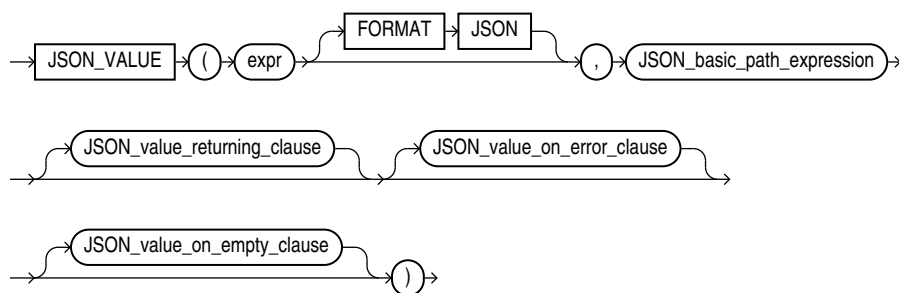 FORMAT JSON
JSON_VALUE ( expr , JSON_basic_path_expression
JSON_value_returning_clause JSON_value_on_error_clause
JSON_value_on_empty_clause
)